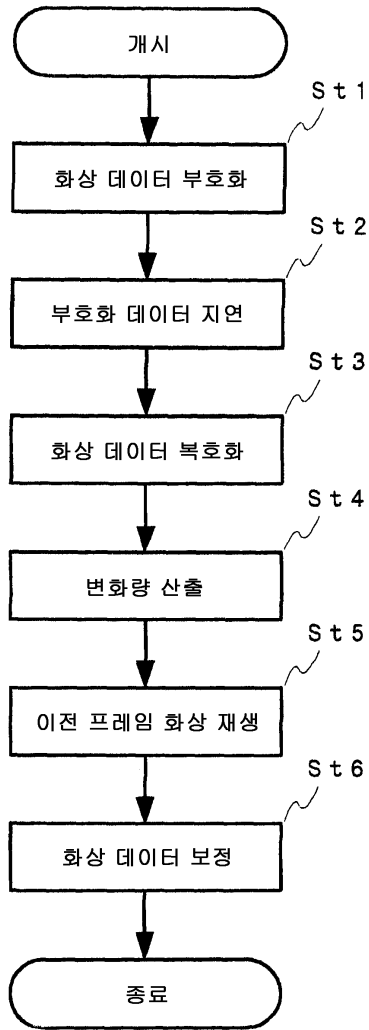 개시
St1
화상 데이터 부호화
St2
부호화 데이터 지연
St3
화상 데이터 복호화
St4
변화량 산출
St5
이전 프레임 화상 재생
St6
화상 데이터 보정
종료